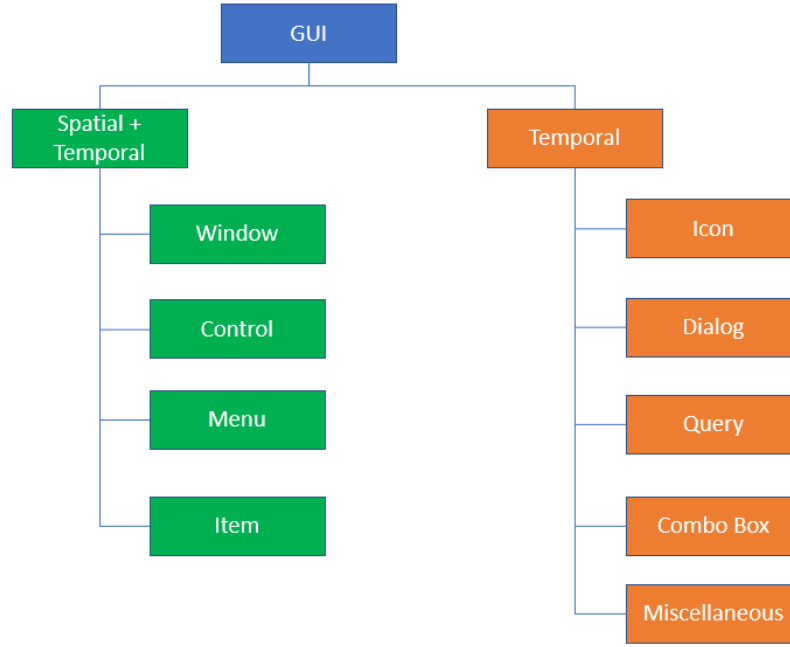 GUI
Spatial +
Temporal
Temporal
Window
Icon
Control
Dialog
Menu
Query
Item
Combo Box
Miscellaneous